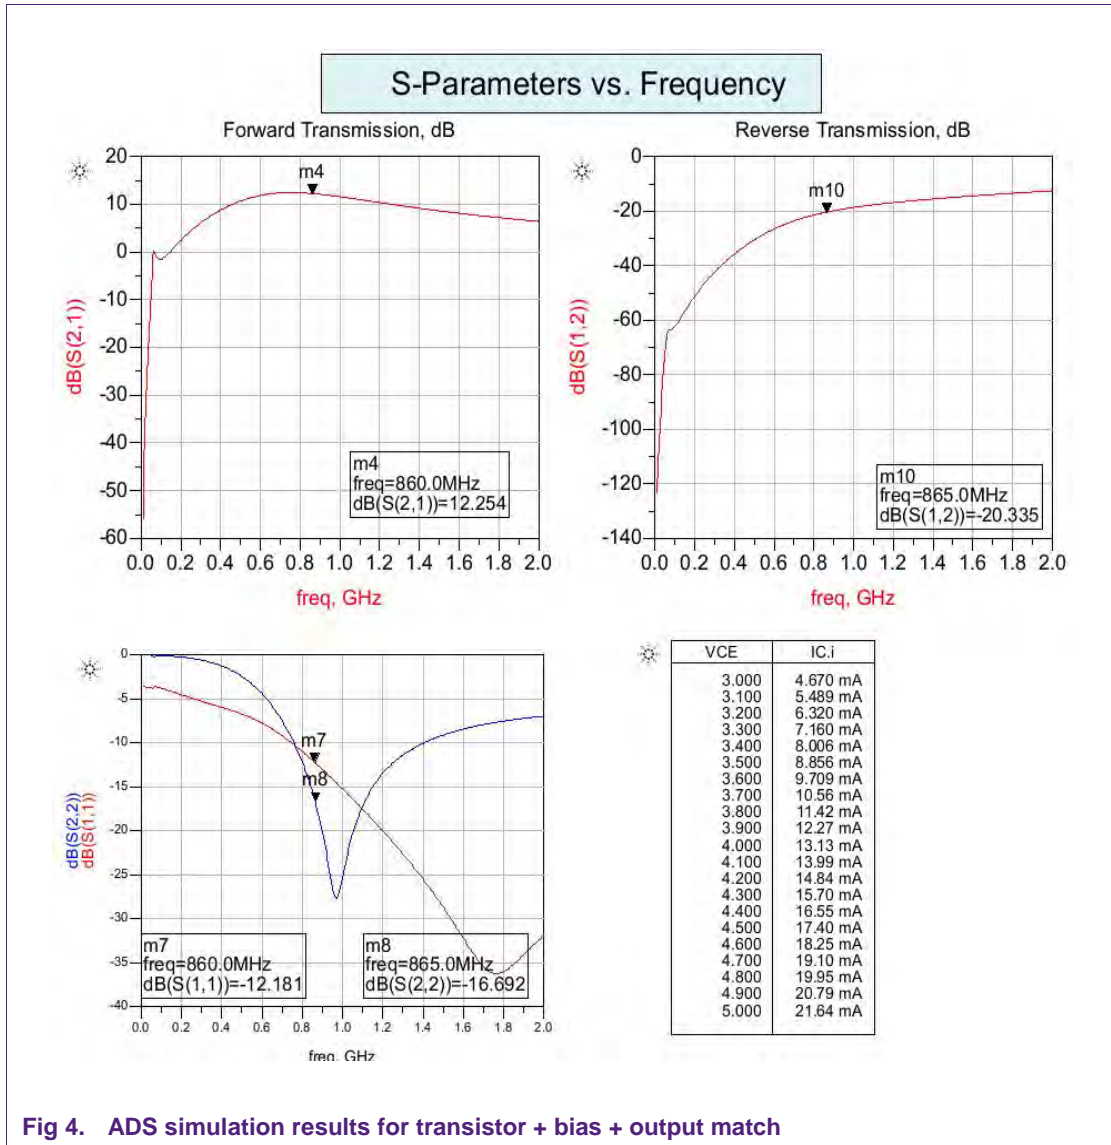 S-Parameters vs. Frequency
Forward Transmission, dB
20
10
0
-10
-20
-30
-40
-50
-60
dB(S(2,1))
m4
m4
freq=860.0MHz
dB(S(2,1))=12.254
0.0 0.2 0.4 0.6 0.8 1.0 1.2 1.4 1.6 1.8 2.0
freq, GHz
Reverse Transmission, dB
0
-20
-40
-60
-80
-100
-120
-140
dB(S(1,2))
m10
m10
freq=865.0MHz
dB(S(1,2))=-20.335
0.0 0.2 0.4 0.6 0.8 1.0 1.2 1.4 1.6 1.8 2.0
freq, GHz
0
-5
-10
-15
-20
-25
-30
-35
-40
dB(S(2,2))
dB(S(1,1))
m7
m8
m7
freq=860.0MHz
dB(S(1,1))=-12.181
m8
freq=865.0MHz
dB(S(2,2))=-16.692
0.0 0.2 0.4 0.6 0.8 1.0 1.2 1.4 1.6 1.8 2.0
freq, GHz
VCE IC.i
3.000 4.670 mA
3.100 5.489 mA
3.200 6.320 mA
3.300 7.160 mA
3.400 8.006 mA
3.500 8.856 mA
3.600 9.709 mA
3.700 10.56 mA
3.800 11.42 mA
3.900 12.27 mA
4.000 13.13 mA
4.100 13.99 mA
4.200 14.84 mA
4.300 15.70 mA
4.400 16.55 mA
4.500 17.40 mA
4.600 18.25 mA
4.700 19.10 mA
4.800 19.95 mA
4.900 20.79 mA
5.000 21.64 mA
Fig 4. ADS simulation results for transistor + bias + output match